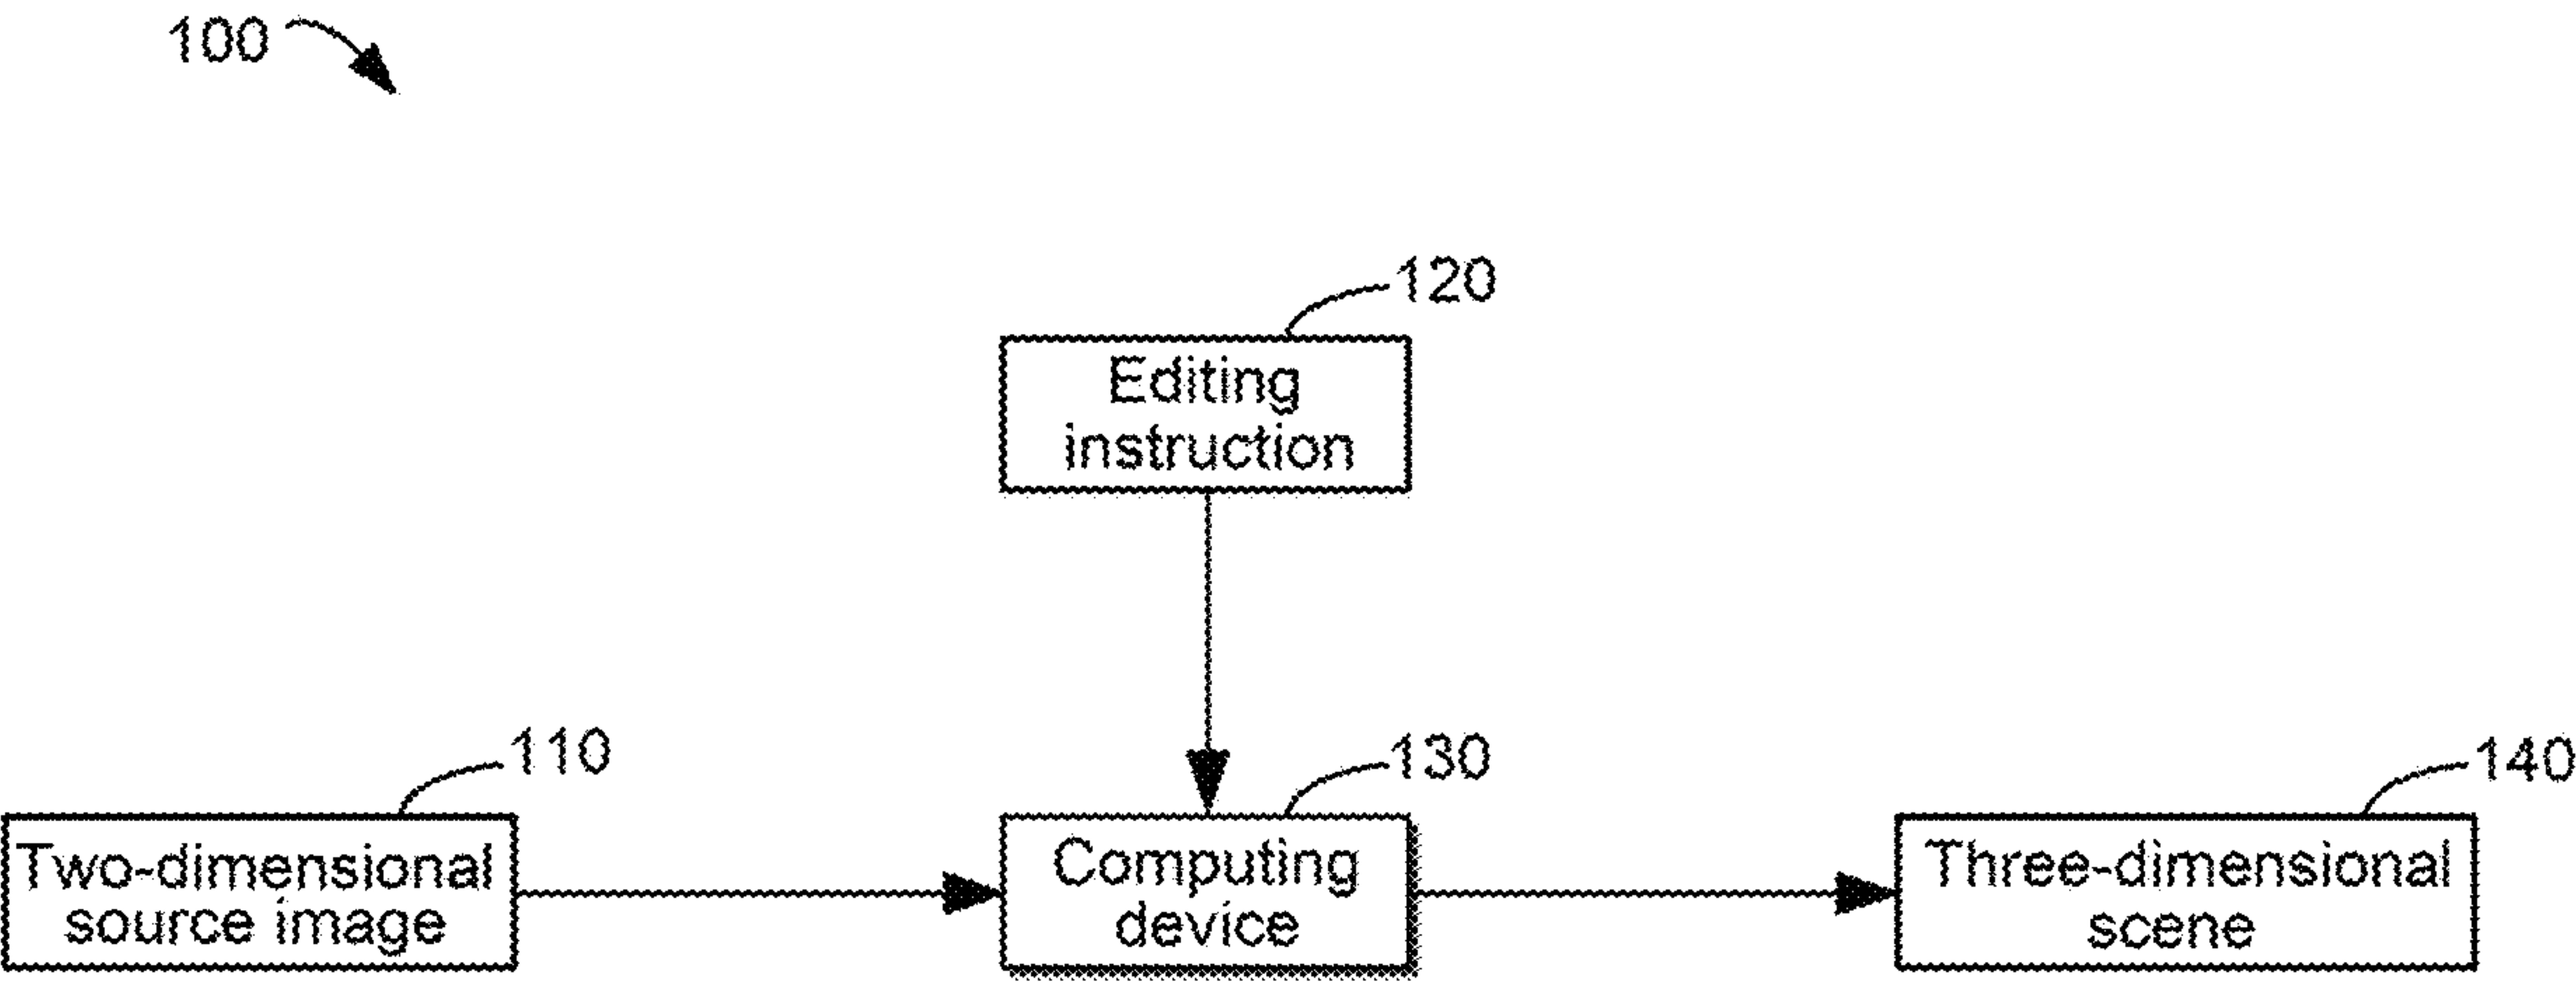 100
120
Editing
instruction
110
130
140
Two-dimensional
source image
Computing
device
Three-dimensional
scene